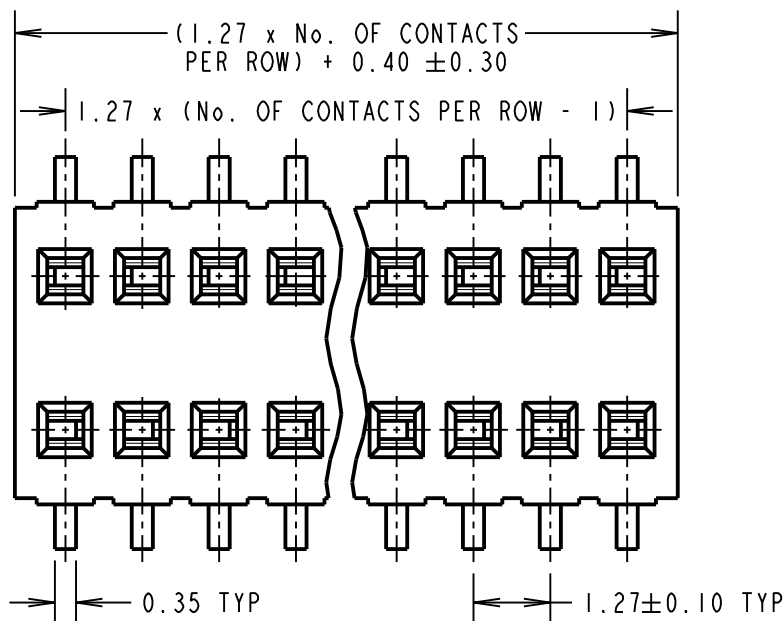 (1.27 x No. OF CONTACTS
PER ROW) + 0.40 ±0.30
1.27 x (No. OF CONTACTS PER ROW - 1)
0.35 TYP
1.27±0.10 TYP